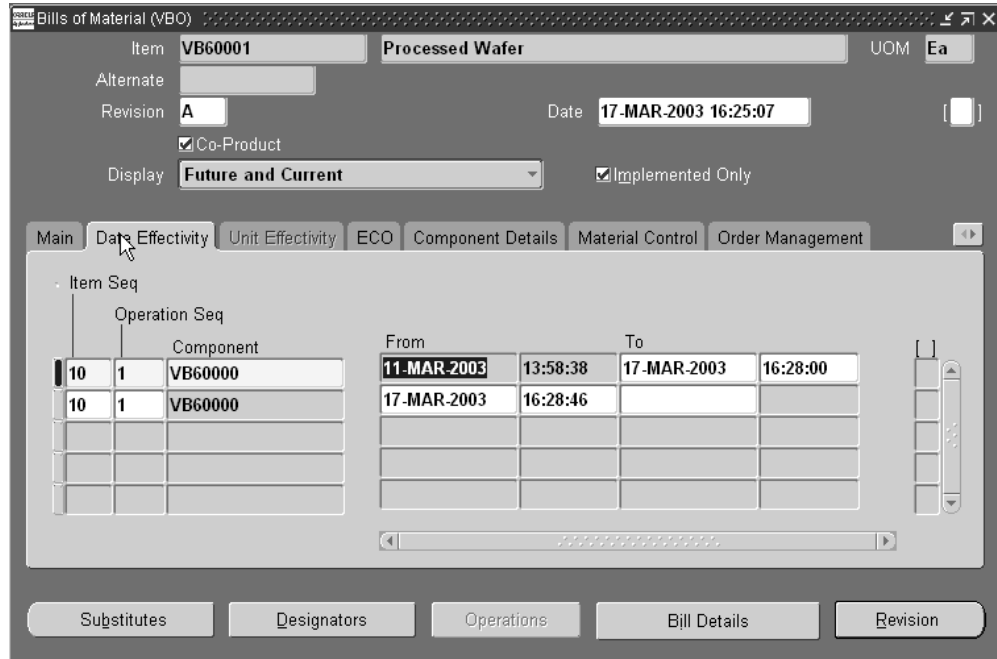 Bills of Material (VBO)
Item VB60001 Processed Wafer UOM Ea
Alternate
Revision A Date 17-MAR-2003 16:25:07 [ ]
Co-Product
Display Future and Current Implemented Only
Main Date Effectivity Unit Effectivity ECO Component Details Material Control Order Management
Item Seq
Operation Seq
Component From To [ ]
10 1 VB60000 11-MAR-2003 13:58:38 17-MAR-2003 16:28:00
10 1 VB60000 17-MAR-2003 16:28:46
Substitutes Designators Operations Bill Details Revision